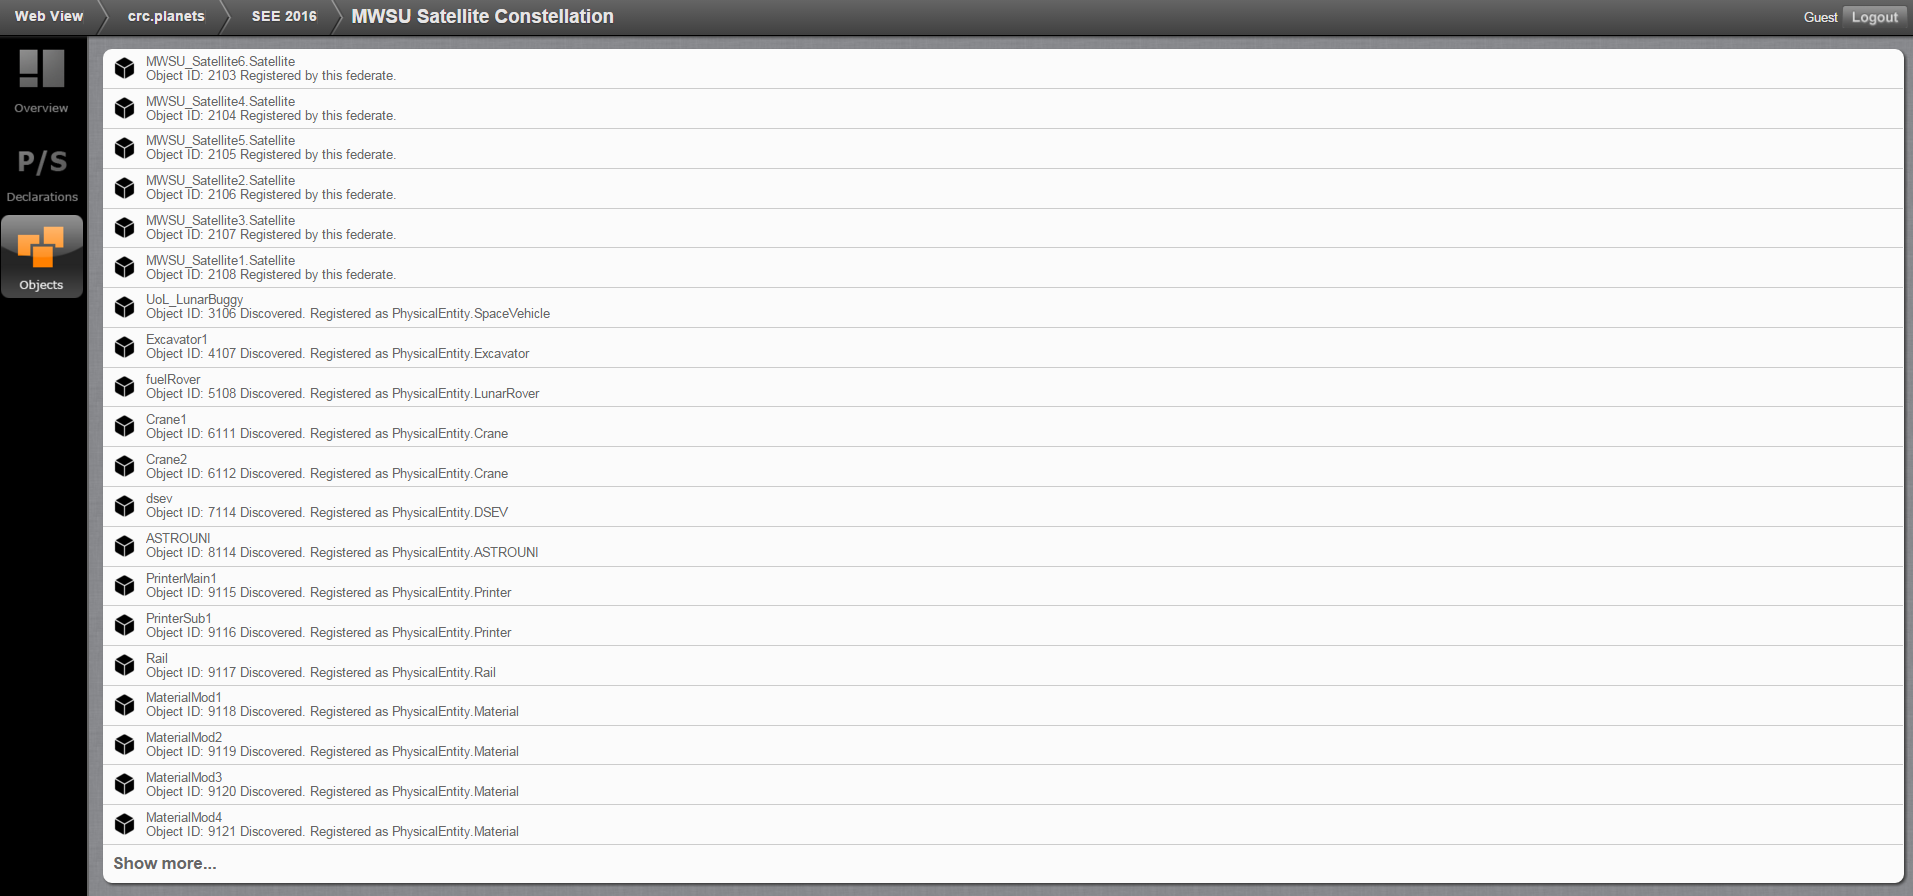 Web View
crc.planets
SEE 2016
MWSU Satellite Constellation
Guest
Logout
Overview
P/S
Declarations
Objects
MWSU_Satellite6.Satellite
Object ID: 2103 Registered by this federate.
MWSU_Satellite4.Satellite
Object ID: 2104 Registered by this federate.
MWSU_Satellite5.Satellite
Object ID: 2105 Registered by this federate.
MWSU_Satellite2.Satellite
Object ID: 2106 Registered by this federate.
MWSU_Satellite3.Satellite
Object ID: 2107 Registered by this federate.
MWSU_Satellite1.Satellite
Object ID: 2108 Registered by this federate.
UoL_LunarBuggy
Object ID: 3106 Discovered. Registered as PhysicalEntity.SpaceVehicle
Excavator1
Object ID: 4107 Discovered. Registered as PhysicalEntity.Excavator
fuelRover
Object ID: 5108 Discovered. Registered as PhysicalEntity.LunarRover
Crane1
Object ID: 6111 Discovered. Registered as PhysicalEntity.Crane
Crane2
Object ID: 6112 Discovered. Registered as PhysicalEntity.Crane
dsev
Object ID: 7114 Discovered. Registered as PhysicalEntity.DSEV
ASTROUNI
Object ID: 8114 Discovered. Registered as PhysicalEntity.ASTROUNI
PrinterMain1
Object ID: 9115 Discovered. Registered as PhysicalEntity.Printer
PrinterSub1
Object ID: 9116 Discovered. Registered as PhysicalEntity.Printer
Rail
Object ID: 9117 Discovered. Registered as PhysicalEntity.Rail
MaterialMod1
Object ID: 9118 Discovered. Registered as PhysicalEntity.Material
MaterialMod2
Object ID: 9119 Discovered. Registered as PhysicalEntity.Material
MaterialMod3
Object ID: 9120 Discovered. Registered as PhysicalEntity.Material
MaterialMod4
Object ID: 9121 Discovered. Registered as PhysicalEntity.Material
Show more...